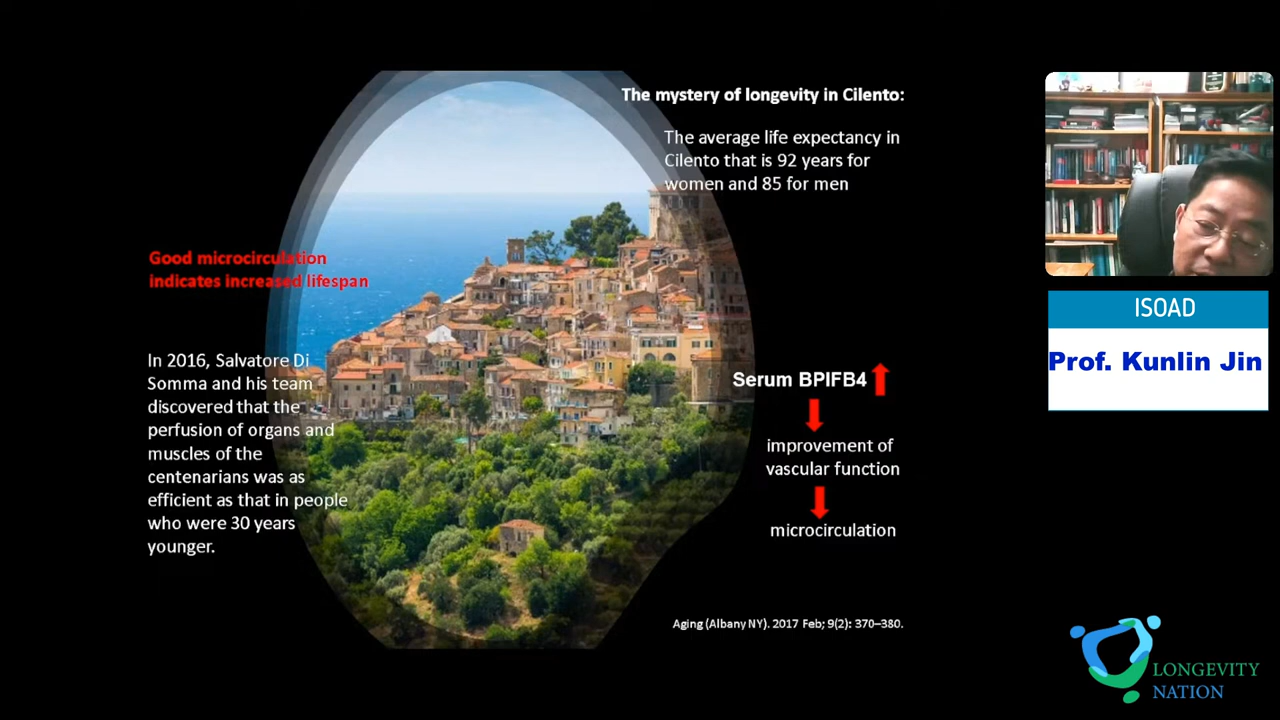 The mystery of longevity in Cilento:
The average life expectancy in
Cilento that is 92 years for
women and 85 for men
Good microcirculation
indicates increased lifespan
In 2016, Salvatore Di
Somma and his team
discovered that the
perfusion of organs and
muscles of the
centenarians was as
efficient as that in people
who were 30 years
younger.
Serum BPIFB4
improvement of
vascular function
microcirculation
Aging (Albany NY). 2017 Feb; 9(2): 370–380.
ISOAD
Prof. Kunlin Jin
LONGEVITY
NATION